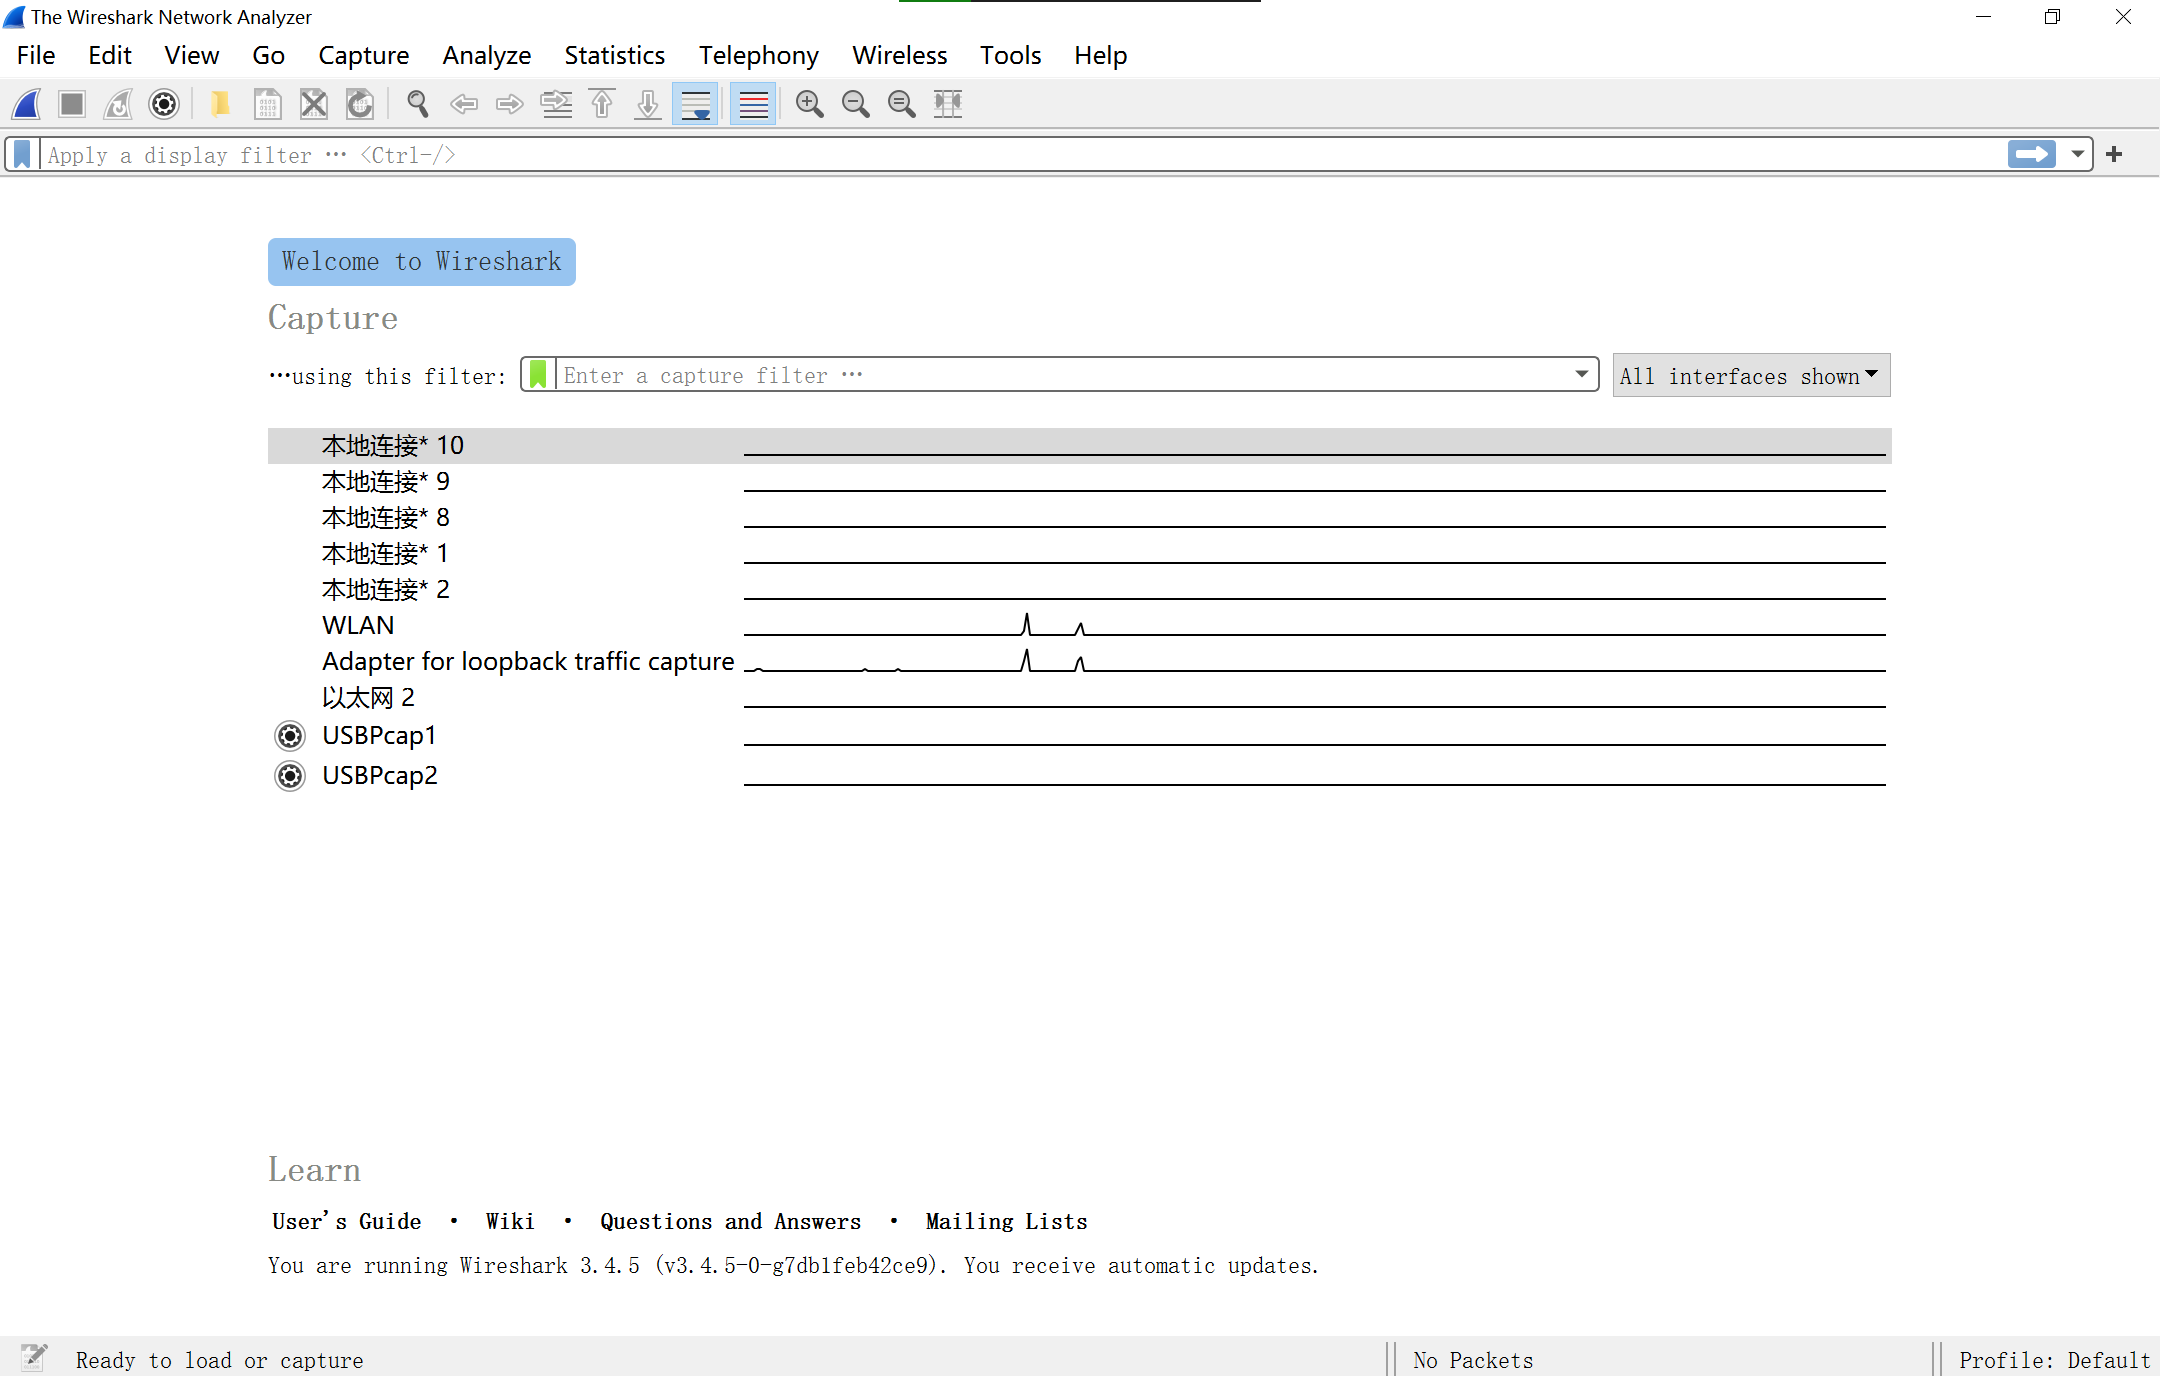 The Wireshark Network Analyzer
File Edit View Go Capture Analyze Statistics Telephony Wireless Tools Help
Apply a display filter … <Ctrl-/>
Welcome to Wireshark
Capture
…using this filter: Enter a capture filter … All interfaces shown
本地连接* 10
本地连接* 9
本地连接* 8
本地连接* 1
本地连接* 2
WLAN
Adapter for loopback traffic capture
以太网 2
USBPcap1
USBPcap2
Learn
User's Guide · Wiki · Questions and Answers · Mailing Lists
You are running Wireshark 3.4.5 (v3.4.5-0-g7db1feb42ce9). You receive automatic updates.
Ready to load or capture No Packets Profile: Default